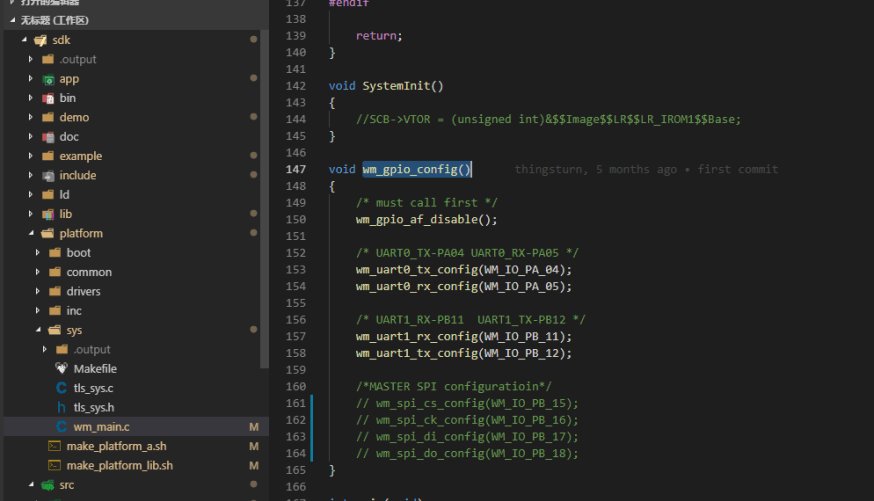 打开的编辑器
无标题 (工作区)
sdk
.output
app
bin
demo
doc
example
include
ld
lib
platform
boot
common
drivers
inc
sys
.output
Makefile
C tls_sys.c
h tls_sys.h
C wm_main.c M
make_platform_a.sh M
make_platform_lib.sh M
src
137 #endif
138
139 return;
140 }
141
142 void SystemInit()
143 {
144 //SCB->VTOR = (unsigned int)&$$Image$$LR$$LR_IROM1$$Base;
145 }
146
147 void wm_gpio_config() thingsturn, 5 months ago • first commit
148 {
149 /* must call first */
150 wm_gpio_af_disable();
151
152 /* UART0_TX-PA04 UART0_RX-PA05 */
153 wm_uart0_tx_config(WM_IO_PA_04);
154 wm_uart0_rx_config(WM_IO_PA_05);
155
156 /* UART1_RX-PB11 UART1_TX-PB12 */
157 wm_uart1_rx_config(WM_IO_PB_11);
158 wm_uart1_tx_config(WM_IO_PB_12);
159
160 /*MASTER SPI configuratioin*/
161 // wm_spi_cs_config(WM_IO_PB_15);
162 // wm_spi_ck_config(WM_IO_PB_16);
163 // wm_spi_di_config(WM_IO_PB_17);
164 // wm_spi_do_config(WM_IO_PB_18);
165 }
166